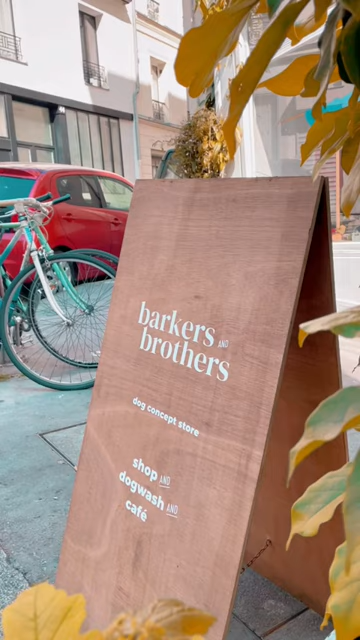 barkers AND
brothers
dog concept store
shop AND
dogwash AND
café